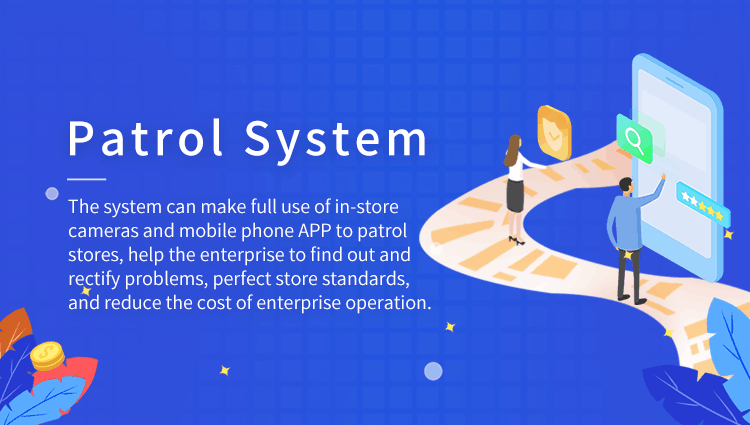 Patrol System
The system can make full use of in-store
cameras and mobile phone APP to patrol
stores, help the enterprise to find out and
rectify problems, perfect store standards,
and reduce the cost of enterprise operation.